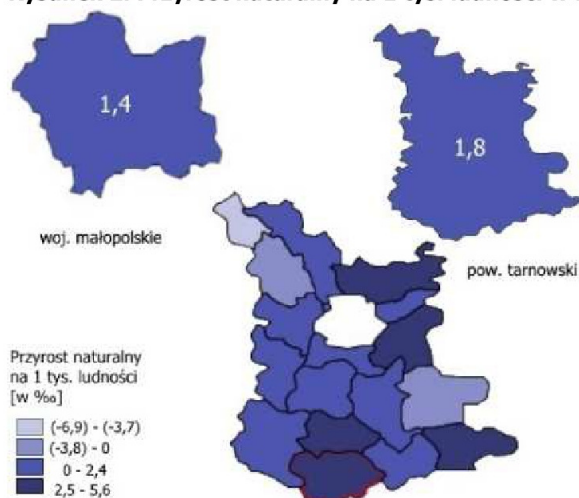 1,4
1,8
woj. małopolskie
pow. tarnowski
Przyrost naturalny
na 1 tys. ludności
[w ‰]
(-6,9) - (-3,7)
(-3,8) - 0
0 - 2,4
2,5 - 5,6